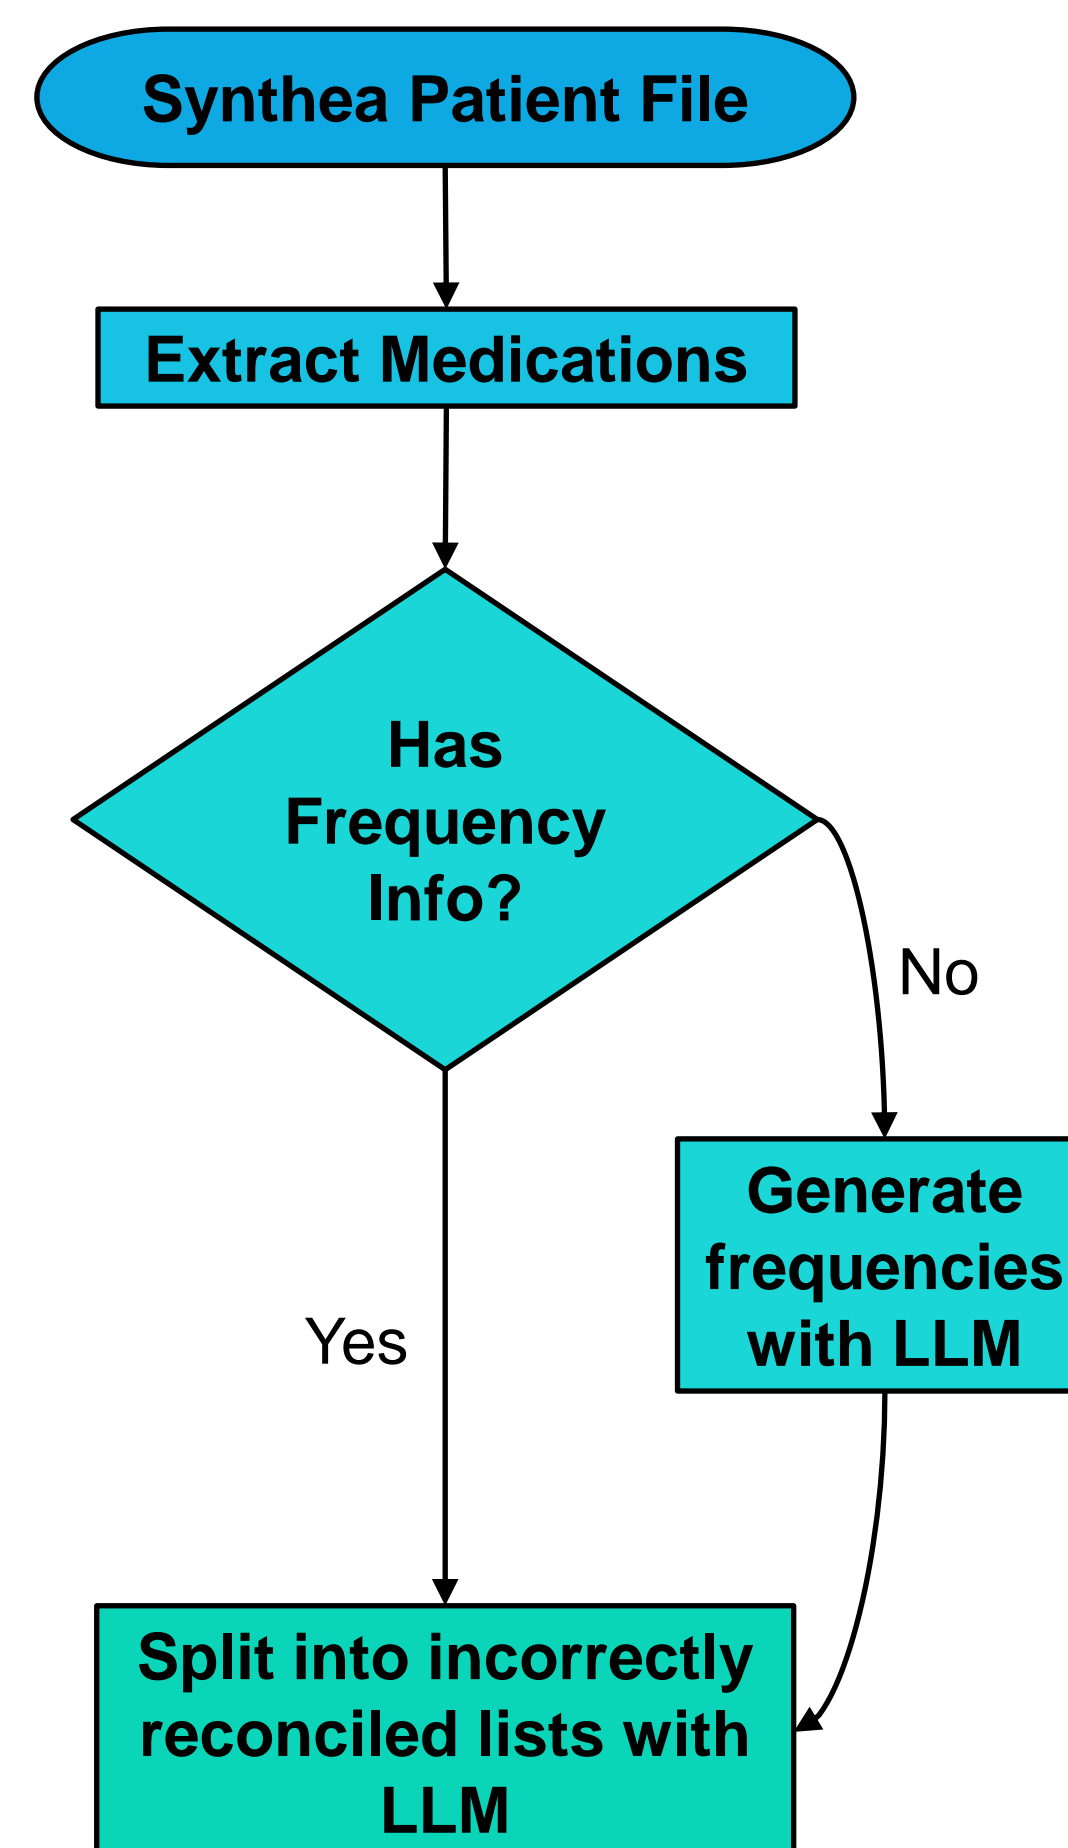 Synthea Patient File
Extract Medications
Has
Frequency
Info?
No
Generate
frequencies
with LLM
Yes
Split into incorrectly
reconciled lists with
LLM